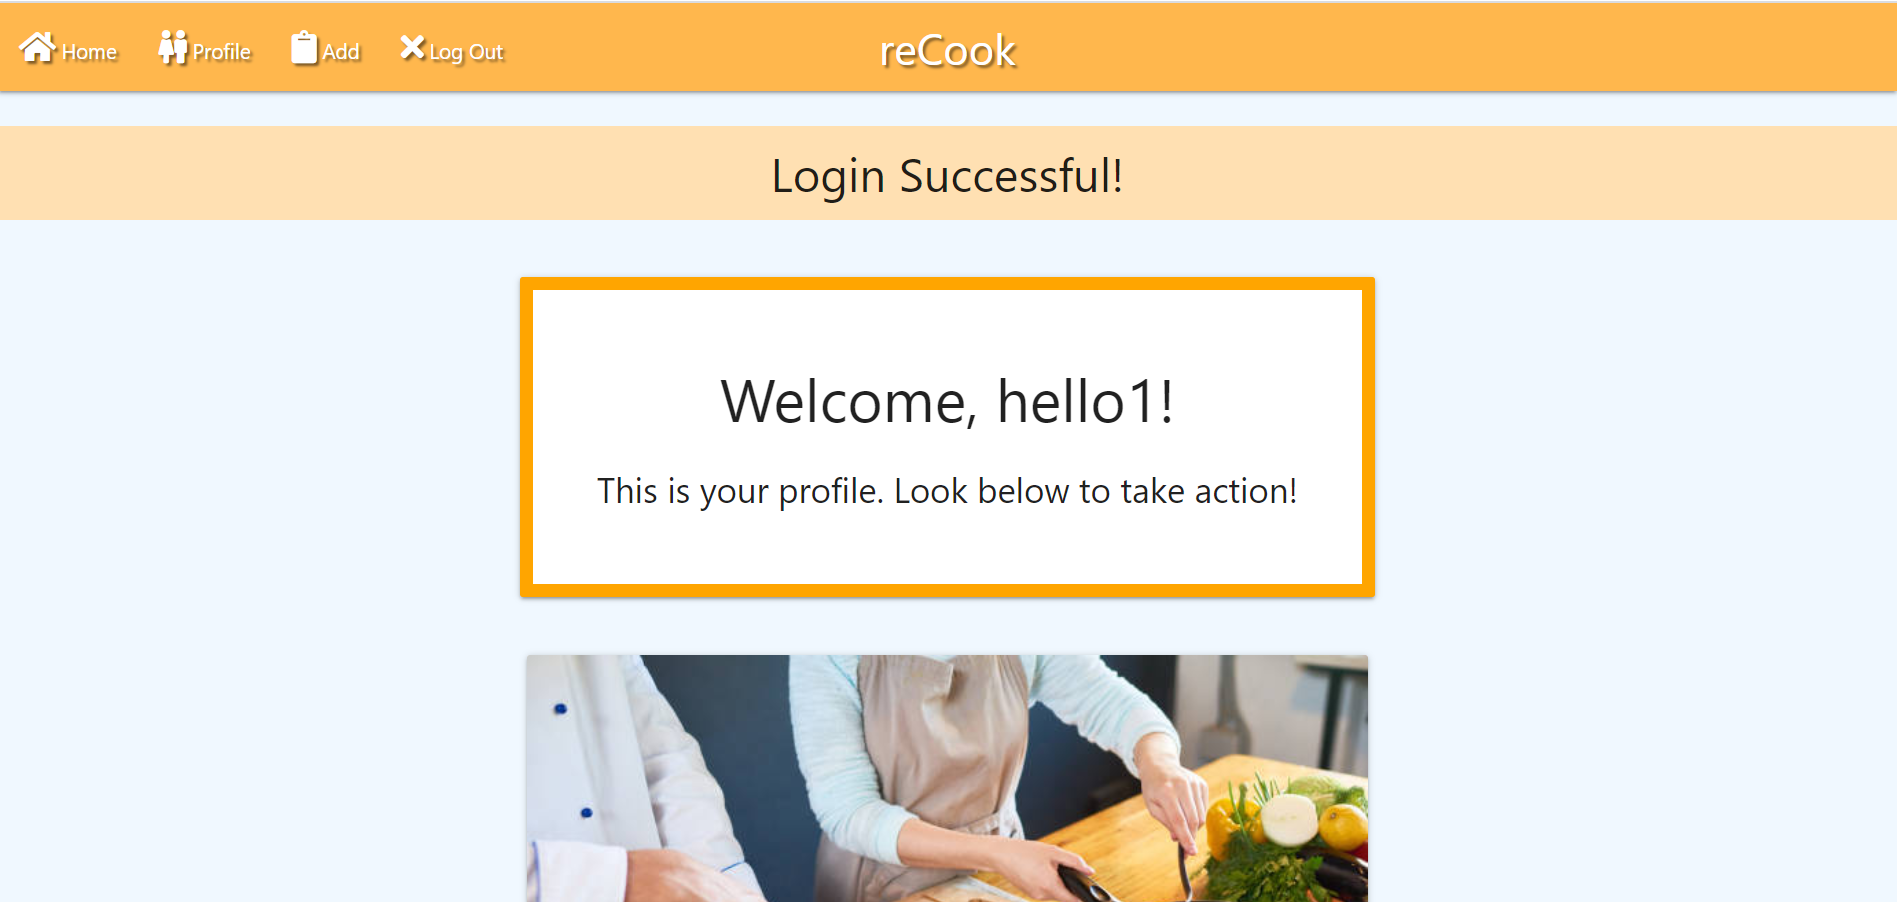 Home Profile Add Log Out reCook
Login Successful!
Welcome, hello1!
This is your profile. Look below to take action!